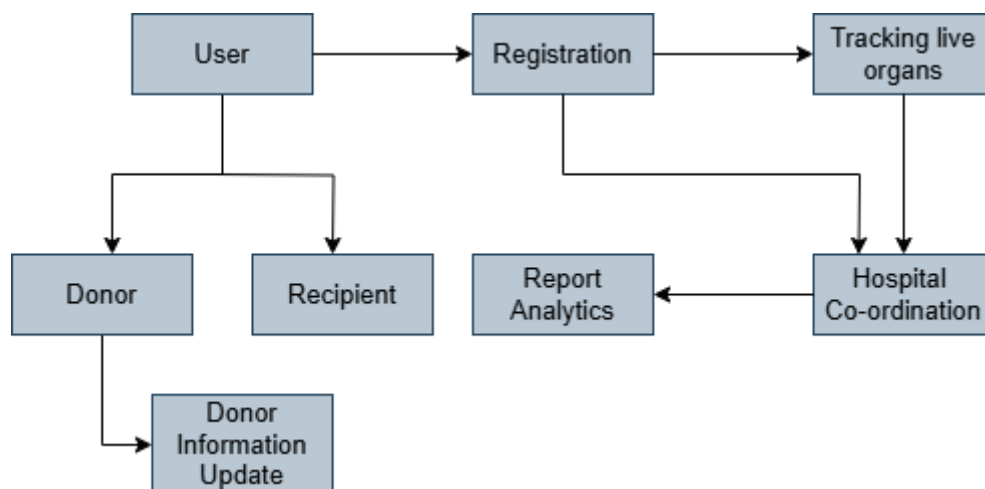 User
Registration
Tracking live
organs
Donor
Recipient
Report
Analytics
Hospital
Co-ordination
Donor
Information
Update